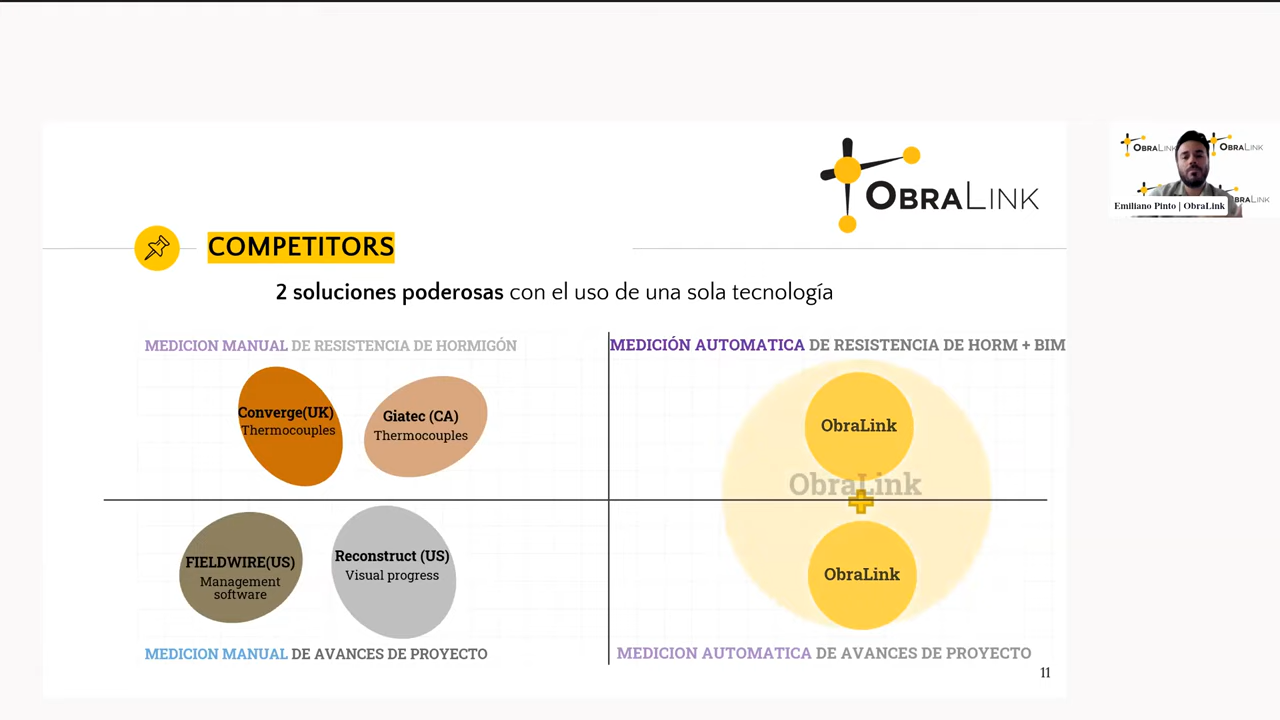 OBRALINK
COMPETITORS
2 soluciones poderosas con el uso de una sola tecnología
MEDICION MANUAL DE RESISTENCIA DE HORMIGÓN
MEDICIÓN AUTOMATICA DE RESISTENCIA DE HORM + BIM
Converge(UK)
Thermocouples
Giatec (CA)
Thermocouples
ObraLink
ObraLink
ObraLink
FIELDWIRE(US)
Management
software
Reconstruct (US)
Visual progress
MEDICION MANUAL DE AVANCES DE PROYECTO
MEDICION AUTOMATICA DE AVANCES DE PROYECTO
11
OBRALINK
OBRALINK
BRALINK
Emiliano Pinto | ObraLink